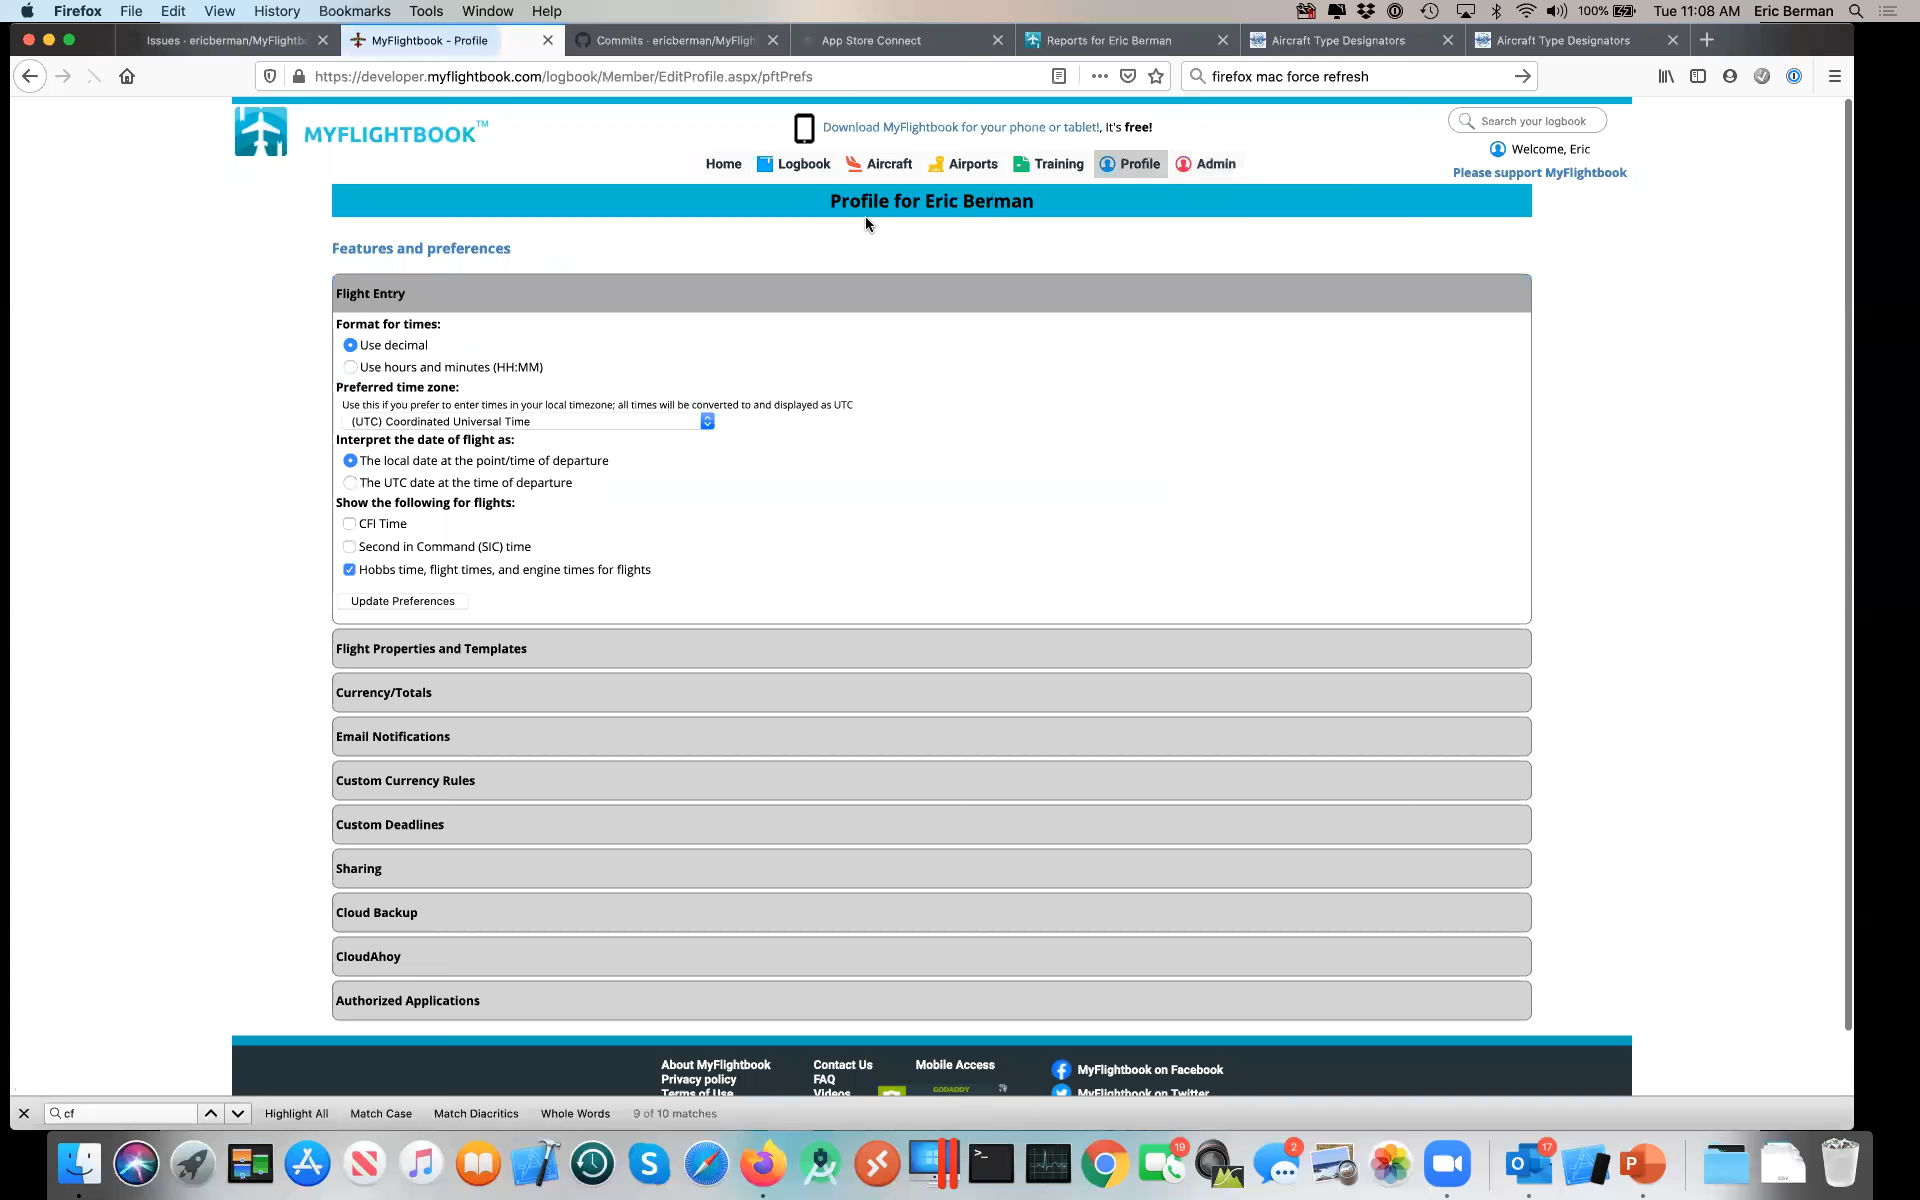 Firefox File Edit View History Bookmarks Tools Window Help 100% Tue 11:08 AM Eric Berman
Issues · ericberman/MyFlightb
MyFlightbook - Profile
Commits · ericberman/MyFligh
App Store Connect
Reports for Eric Berman
Aircraft Type Designators
Aircraft Type Designators
https://developer.myflightbook.com/logbook/Member/EditProfile.aspx/pftPrefs
firefox mac force refresh
MYFLIGHTBOOK™
Download MyFlightbook for your phone or tablet!, It's free!
Search your logbook
Welcome, Eric
Please support MyFlightbook
Home Logbook Aircraft Airports Training Profile Admin
Profile for Eric Berman
Features and preferences
Flight Entry
Format for times:
Use decimal
Use hours and minutes (HH:MM)
Preferred time zone:
Use this if you prefer to enter times in your local timezone; all times will be converted to and displayed as UTC
(UTC) Coordinated Universal Time
Interpret the date of flight as:
The local date at the point/time of departure
The UTC date at the time of departure
Show the following for flights:
CFI Time
Second in Command (SIC) time
Hobbs time, flight times, and engine times for flights
Update Preferences
Flight Properties and Templates
Currency/Totals
Email Notifications
Custom Currency Rules
Custom Deadlines
Sharing
Cloud Backup
CloudAhoy
Authorized Applications
About MyFlightbook Contact Us Mobile Access MyFlightbook on Facebook
Privacy policy FAQ GODADDY
Terms of Use Videos MyFlightbook on Twitter
cf Highlight All Match Case Match Diacritics Whole Words 9 of 10 matches
19
2
17